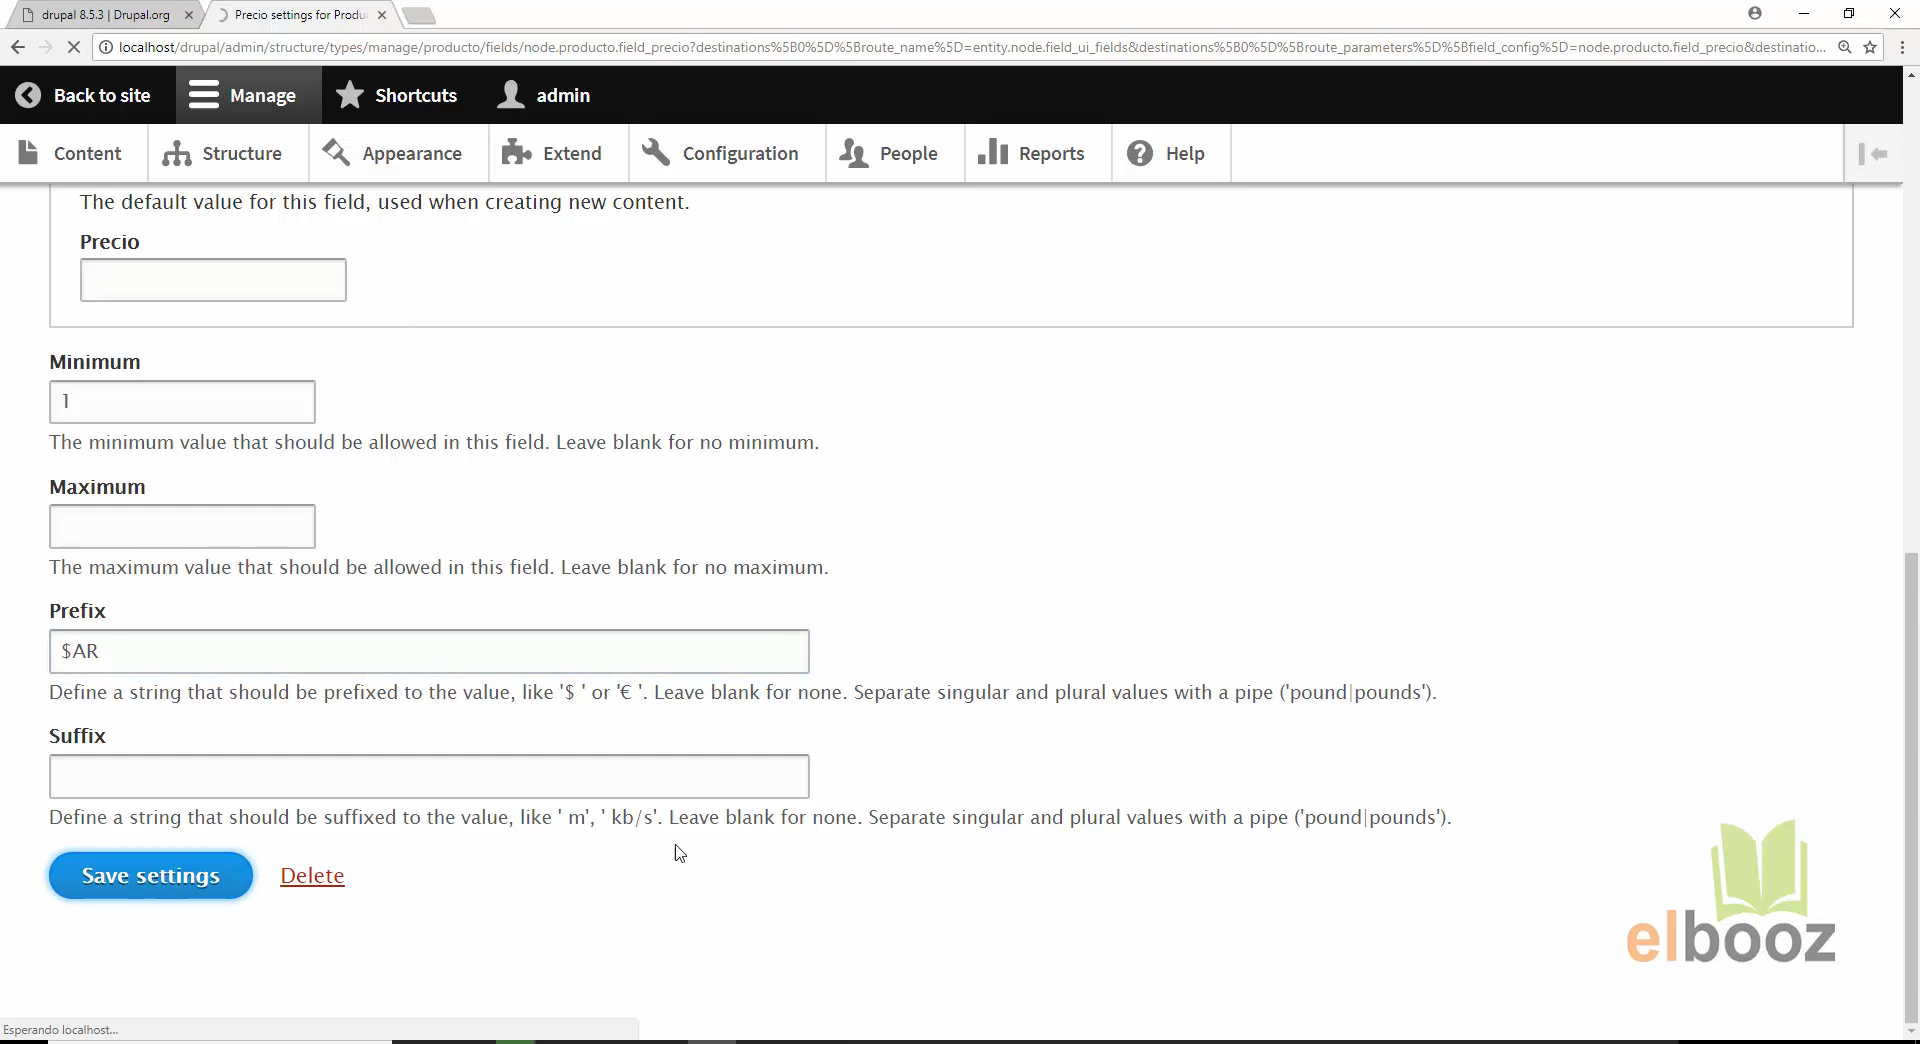 drupal 8.5.3 | Drupal.org
Precio settings for Produ
localhost/drupal/admin/structure/types/manage/producto/fields/node.producto.field_precio?destinations%5B0%5D%5Broute_name%5D=entity.node.field_ui_fields&destinations%5B0%5D%5Broute_parameters%5D%5Bfield_config%5D=node.producto.field_precio&destinatio...
Back to site
Manage
Shortcuts
admin
Content
Structure
Appearance
Extend
Configuration
People
Reports
Help
The default value for this field, used when creating new content.
Precio
Minimum
1
The minimum value that should be allowed in this field. Leave blank for no minimum.
Maximum
The maximum value that should be allowed in this field. Leave blank for no maximum.
Prefix
$AR
Define a string that should be prefixed to the value, like '$ ' or '€ '. Leave blank for none. Separate singular and plural values with a pipe ('pound|pounds').
Suffix
Define a string that should be suffixed to the value, like ' m', ' kb/s'. Leave blank for none. Separate singular and plural values with a pipe ('pound|pounds').
Save settings
Delete
elbooz
Esperando localhost...